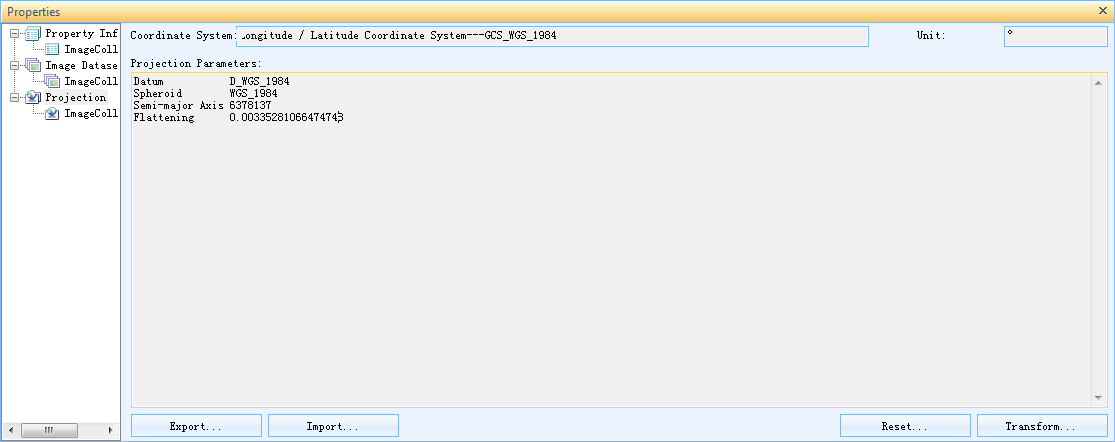 Properties
Property Inf
ImageColl
Image Datase
ImageColl
Projection
ImageColl
Coordinate System: Longitude / Latitude Coordinate System---GCS_WGS_1984 Unit: °
Projection Parameters:
Datum D_WGS_1984
Spheroid WGS_1984
Semi-major Axis 6378137
Flattening 0.00335281066474743
Export... Import... Reset... Transform...